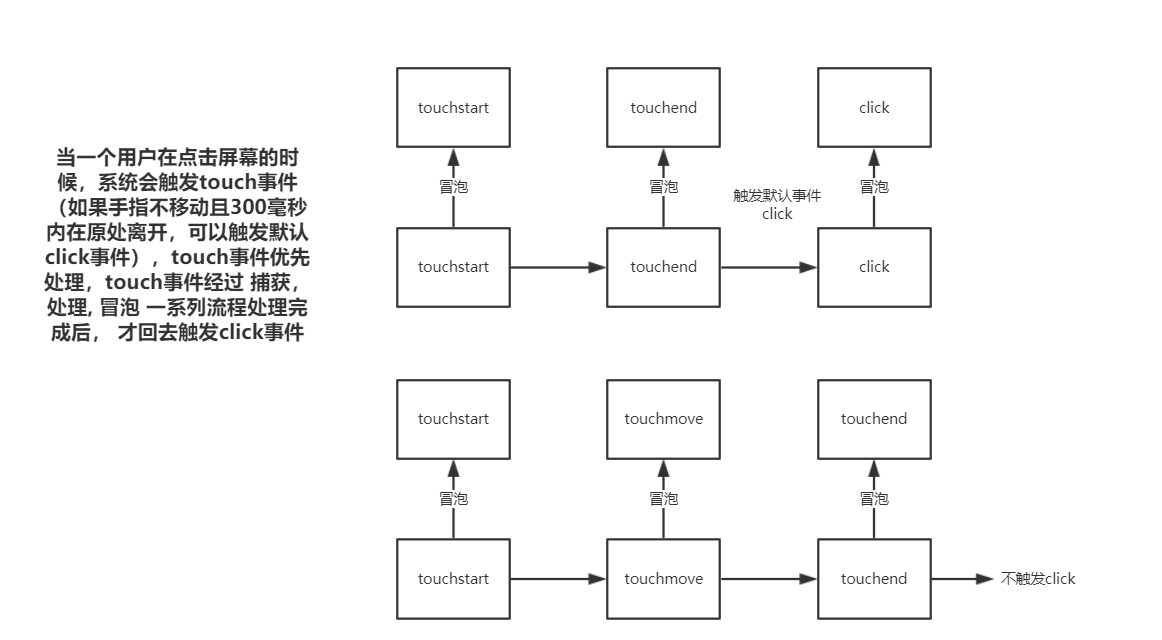 当一个用户在点击屏幕的时
候，系统会触发touch事件
（如果手指不移动且300毫秒
内在原处离开，可以触发默认
click事件），touch事件优先
处理，touch事件经过 捕获，
处理, 冒泡 一系列流程处理完
成后， 才回去触发click事件
touchstart
touchend
click
冒泡
冒泡
冒泡
触发默认事件
click
touchstart
touchend
click
touchstart
touchmove
touchend
冒泡
冒泡
冒泡
touchstart
touchmove
touchend
不触发click